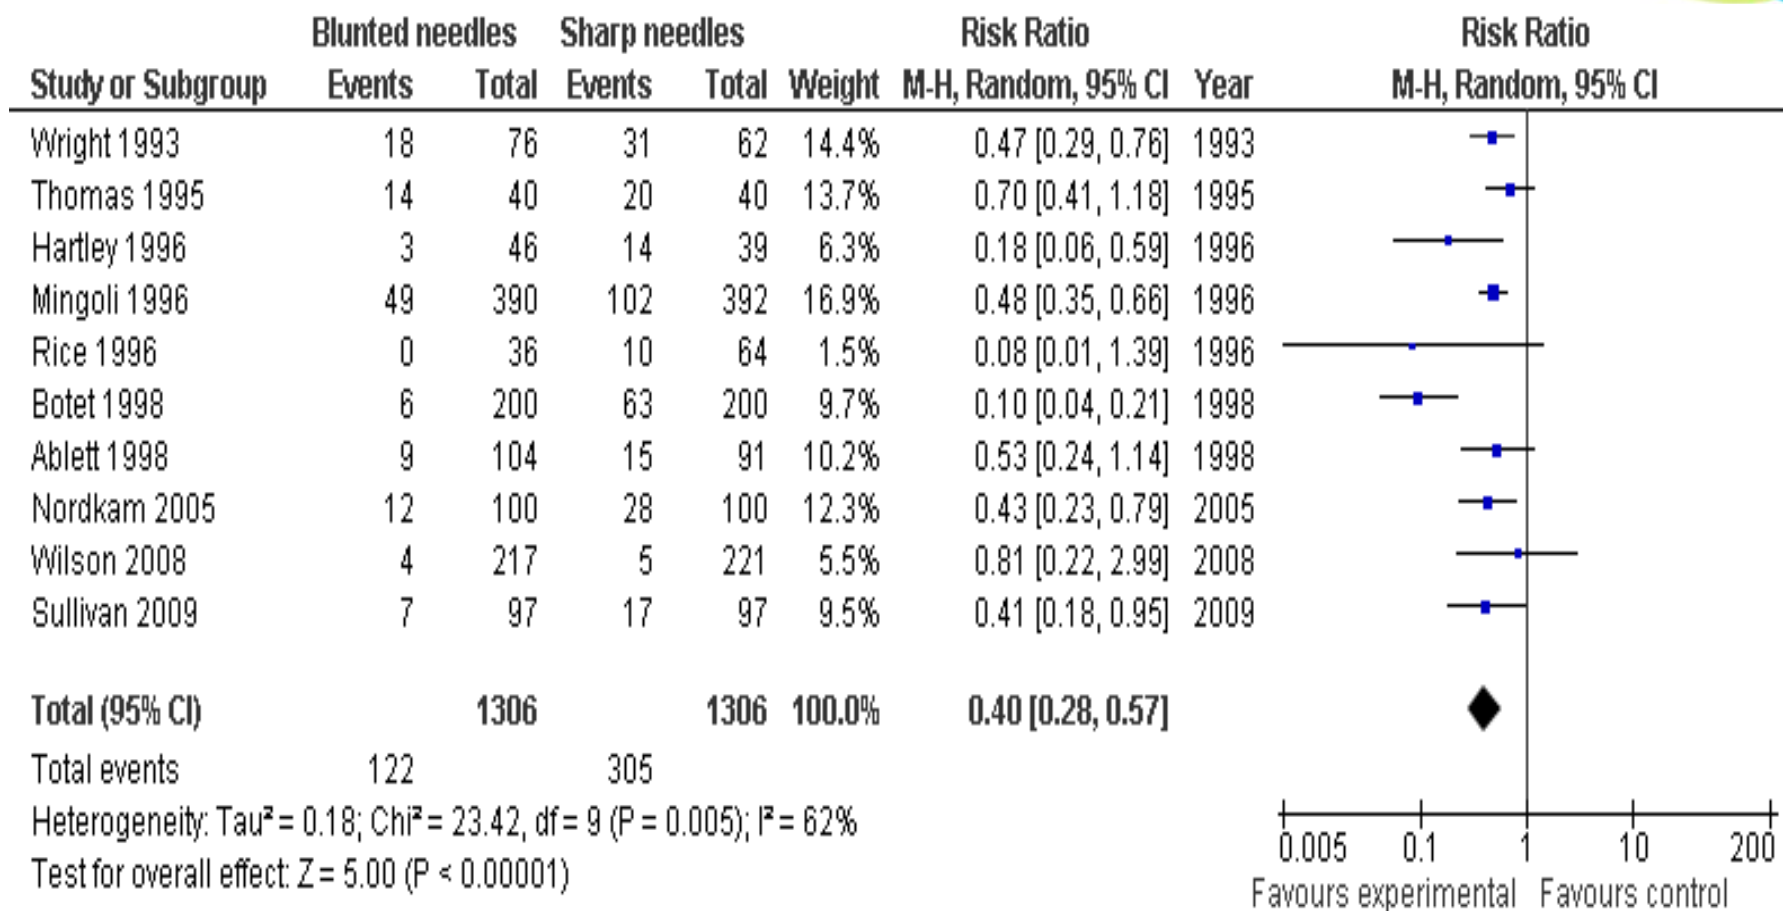 Blunted needles Sharp needles Risk Ratio Risk Ratio
Study or Subgroup Events Total Events Total Weight M-H, Random, 95% CI Year M-H, Random, 95% CI
Wright 1993 18 76 31 62 14.4% 0.47 [0.29, 0.76] 1993
Thomas 1995 14 40 20 40 13.7% 0.70 [0.41, 1.18] 1995
Hartley 1996 3 46 14 39 6.3% 0.18 [0.06, 0.59] 1996
Mingoli 1996 49 390 102 392 16.9% 0.48 [0.35, 0.66] 1996
Rice 1996 0 36 10 64 1.5% 0.08 [0.01, 1.39] 1996
Botet 1998 6 200 63 200 9.7% 0.10 [0.04, 0.21] 1998
Ablett 1998 9 104 15 91 10.2% 0.53 [0.24, 1.14] 1998
Nordkam 2005 12 100 28 100 12.3% 0.43 [0.23, 0.79] 2005
Wilson 2008 4 217 5 221 5.5% 0.81 [0.22, 2.99] 2008
Sullivan 2009 7 97 17 97 9.5% 0.41 [0.18, 0.95] 2009
Total (95% CI) 1306 1306 100.0% 0.40 [0.28, 0.57]
Total events 122 305
Heterogeneity: Tau² = 0.18; Chi² = 23.42, df = 9 (P = 0.005); I² = 62%
Test for overall effect: Z = 5.00 (P < 0.00001)
0.005 0.1 1 10 200
Favours experimental Favours control